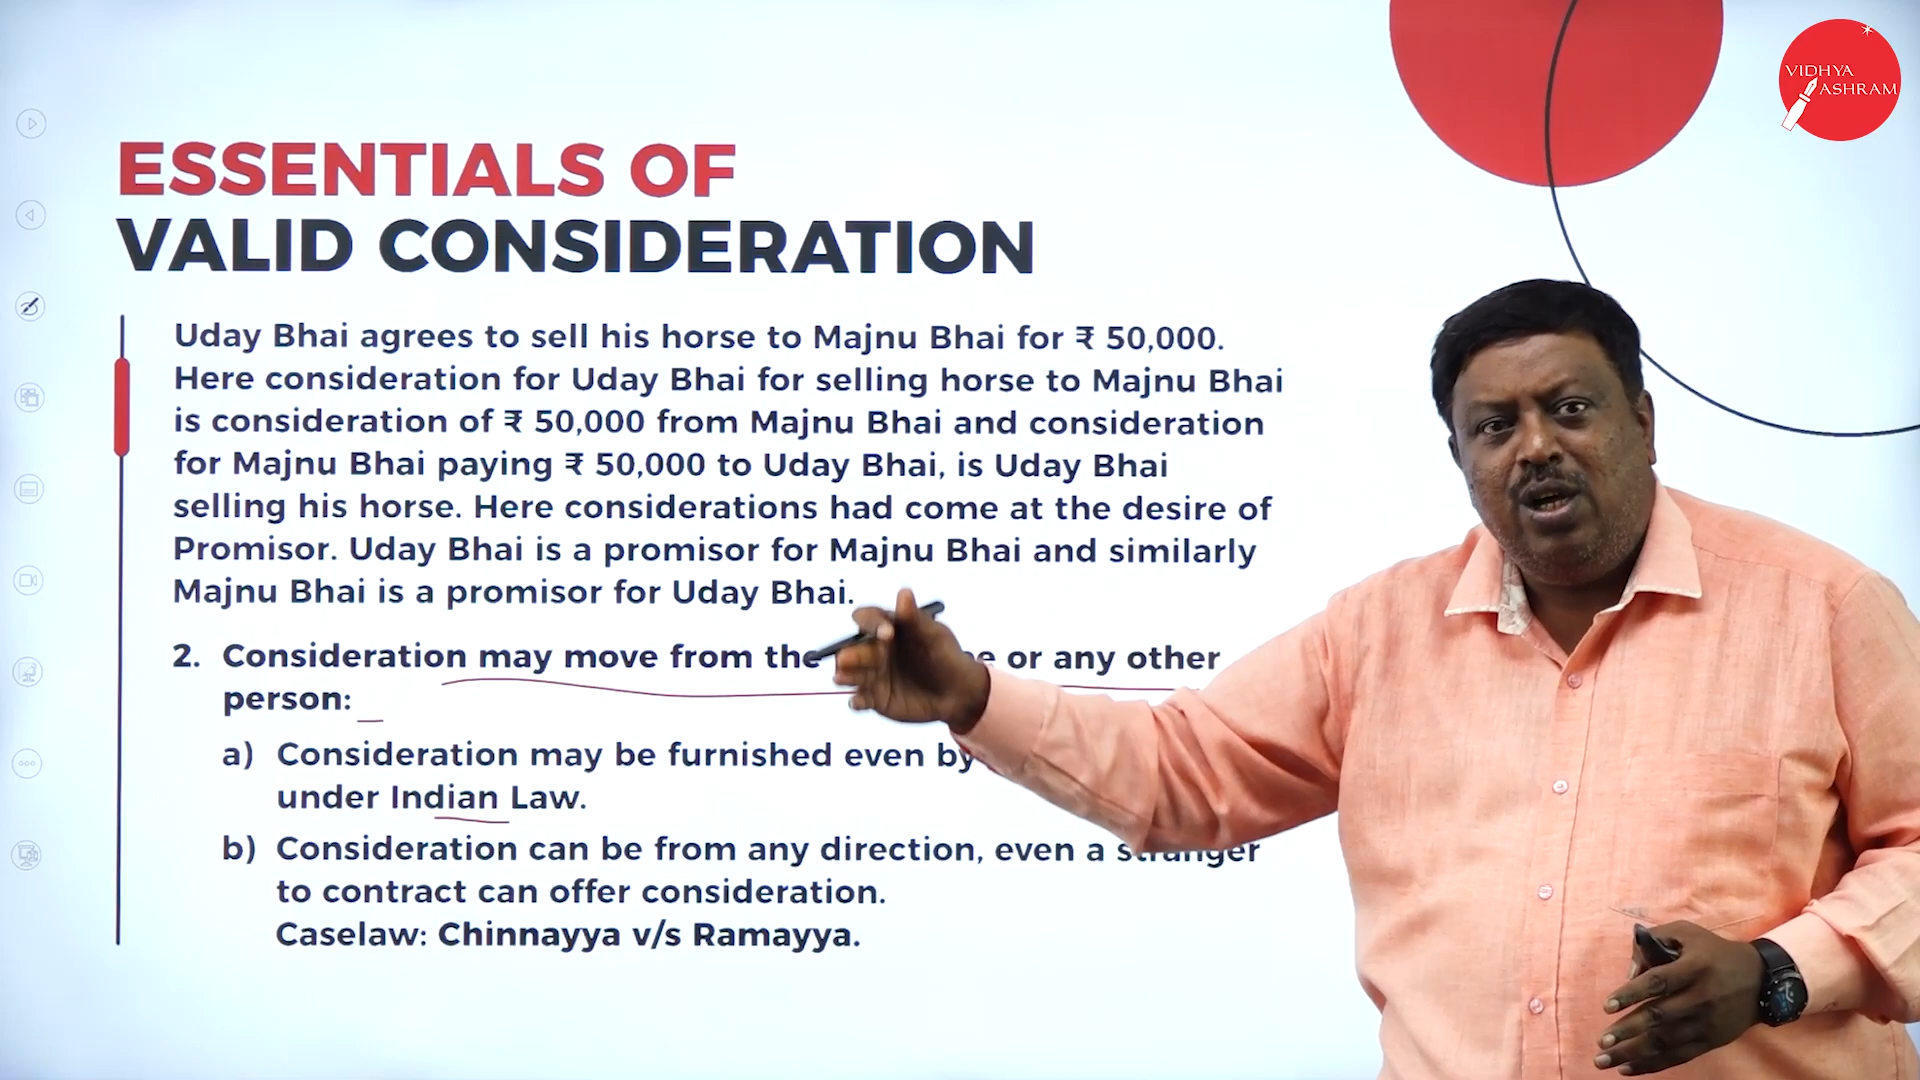 VIDHYA
ASHRAM
ESSENTIALS OF
VALID CONSIDERATION
Uday Bhai agrees to sell his horse to Majnu Bhai for ₹ 50,000.
Here consideration for Uday Bhai for selling horse to Majnu Bhai
is consideration of ₹ 50,000 from Majnu Bhai and consideration
for Majnu Bhai paying ₹ 50,000 to Uday Bhai, is Uday Bhai
selling his horse. Here considerations had come at the desire of
Promisor. Uday Bhai is a promisor for Majnu Bhai and similarly
Majnu Bhai is a promisor for Uday Bhai.
2. Consideration may move from the or any other
person:
a) Consideration may be furnished even by
under Indian Law.
b) Consideration can be from any direction, even a stranger
to contract can offer consideration.
Caselaw: Chinnayya v/s Ramayya.